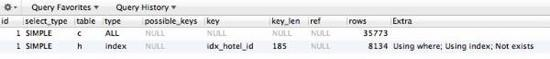 Query Favorites Query History
id select_type table type possible_keys key key_len ref rows Extra
1 SIMPLE c ALL NULL NULL NULL NULL 35773
1 SIMPLE h index NULL idx_hotel_id 185 NULL 8134 Using where; Using index; Not exists